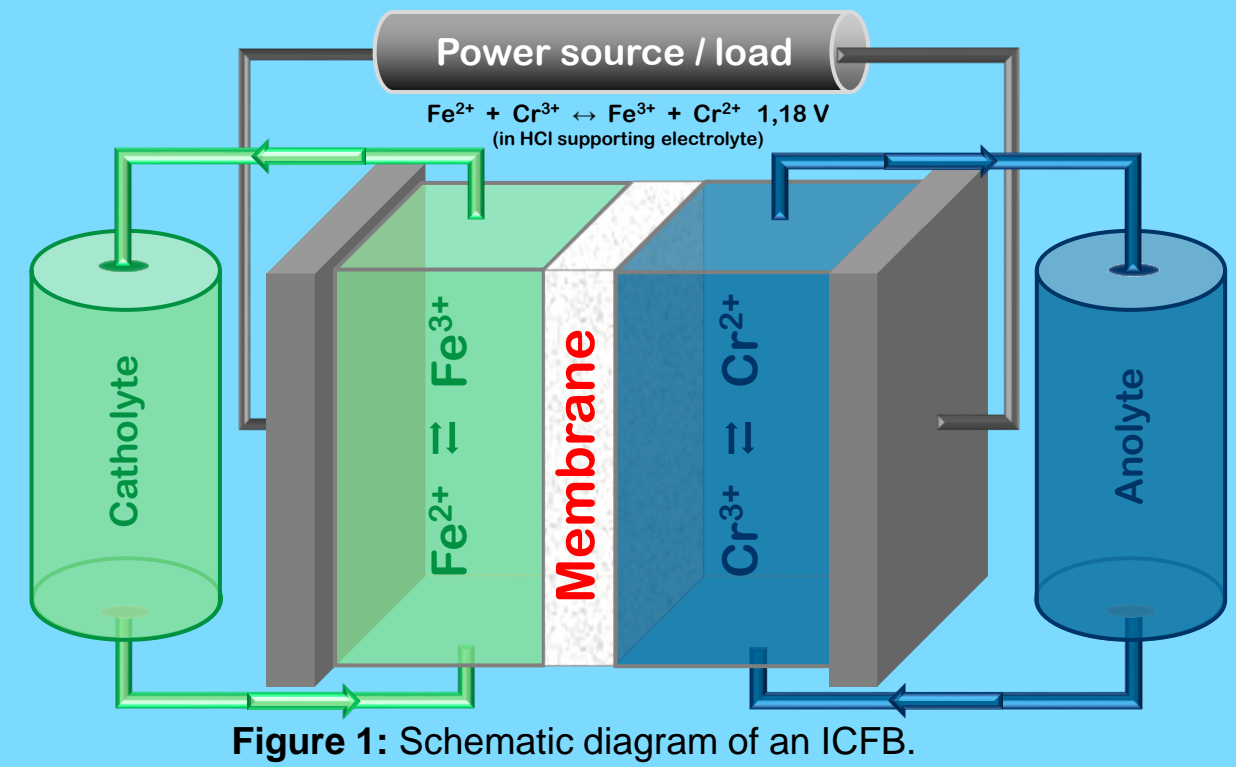 Power source / load
Fe²⁺ + Cr³⁺ ↔ Fe³⁺ + Cr²⁺ 1,18 V
(in HCl supporting electrolyte)
Catholyte
Fe²⁺ ⇌ Fe³⁺
Membrane
Cr³⁺ ⇌ Cr²⁺
Anolyte
Figure 1: Schematic diagram of an ICFB.